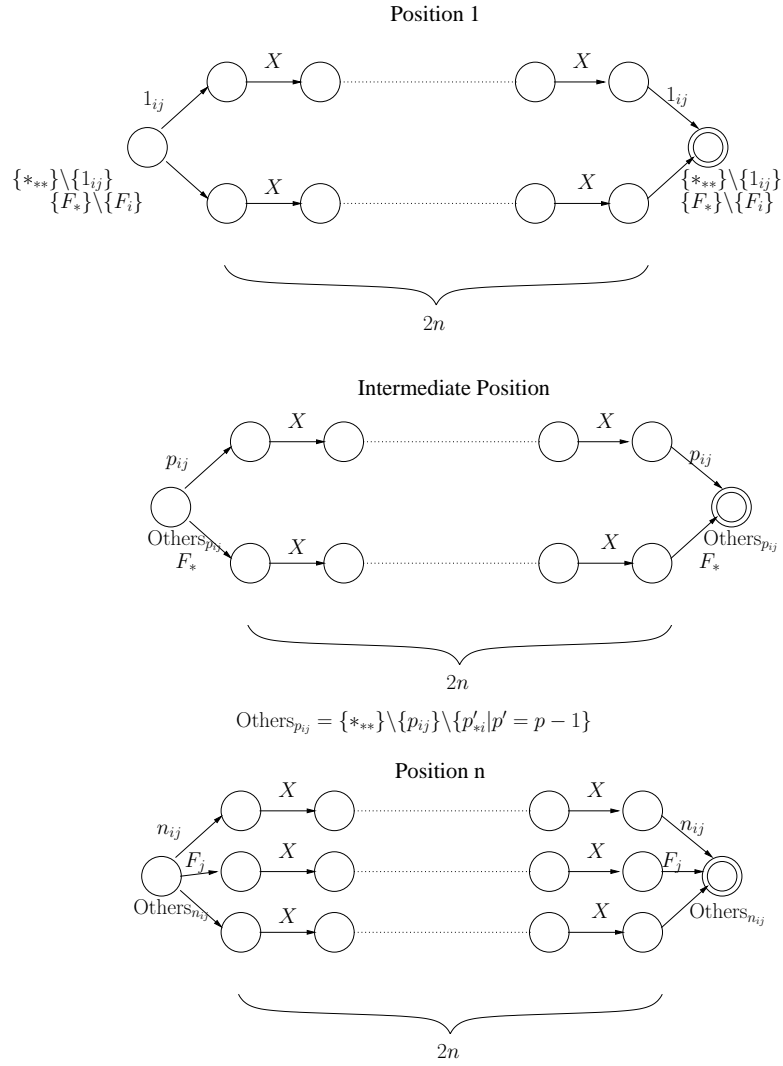 Position 1
X X
1_{ij} 1_{ij}
{*_{**}}\{1_{ij}} {*_{**}}\{1_{ij}}
{F_*}\{F_i} {F_*}\{F_i}
X X
2n
Intermediate Position
X X
p_{ij} p_{ij}
Others_{p_{ij}} Others_{p_{ij}}
F_* F_*
X X
2n
Others_{p_{ij}} = {*_{**}}\{p_{ij}}\{p'_{*i}|p' = p − 1}
Position n
X X
n_{ij} n_{ij}
F_j X X F_j
Others_{n_{ij}} Others_{n_{ij}}
X X
2n